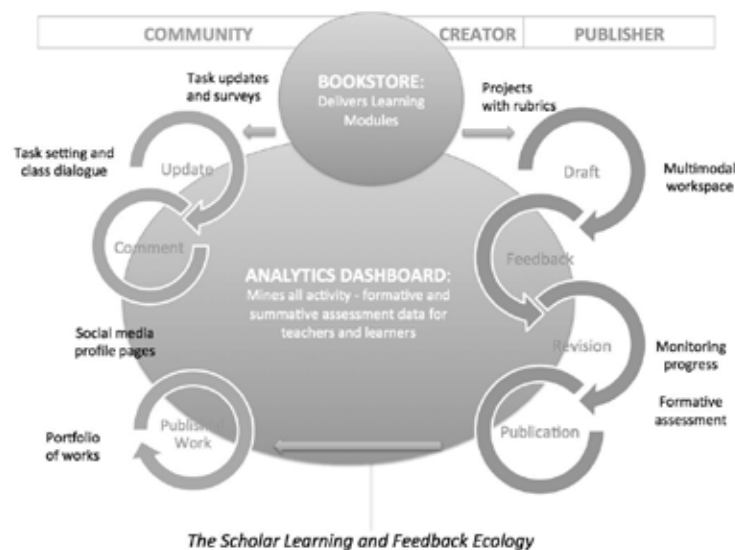 COMMUNITY
CREATOR
PUBLISHER
BOOKSTORE:
Delivers Learning
Modules
Task updates
and surveys
Projects
with rubrics
Task setting and
class dialogue
Update
Draft
Multimodal
workspace
Comment
Feedback
ANALYTICS DASHBOARD:
Mines all activity - formative and
summative assessment data for
teachers and learners
Social media
profile pages
Revision
Monitoring
progress
Formative
assessment
Portfolio
of works
Work
Publication
The Scholar Learning and Feedback Ecology